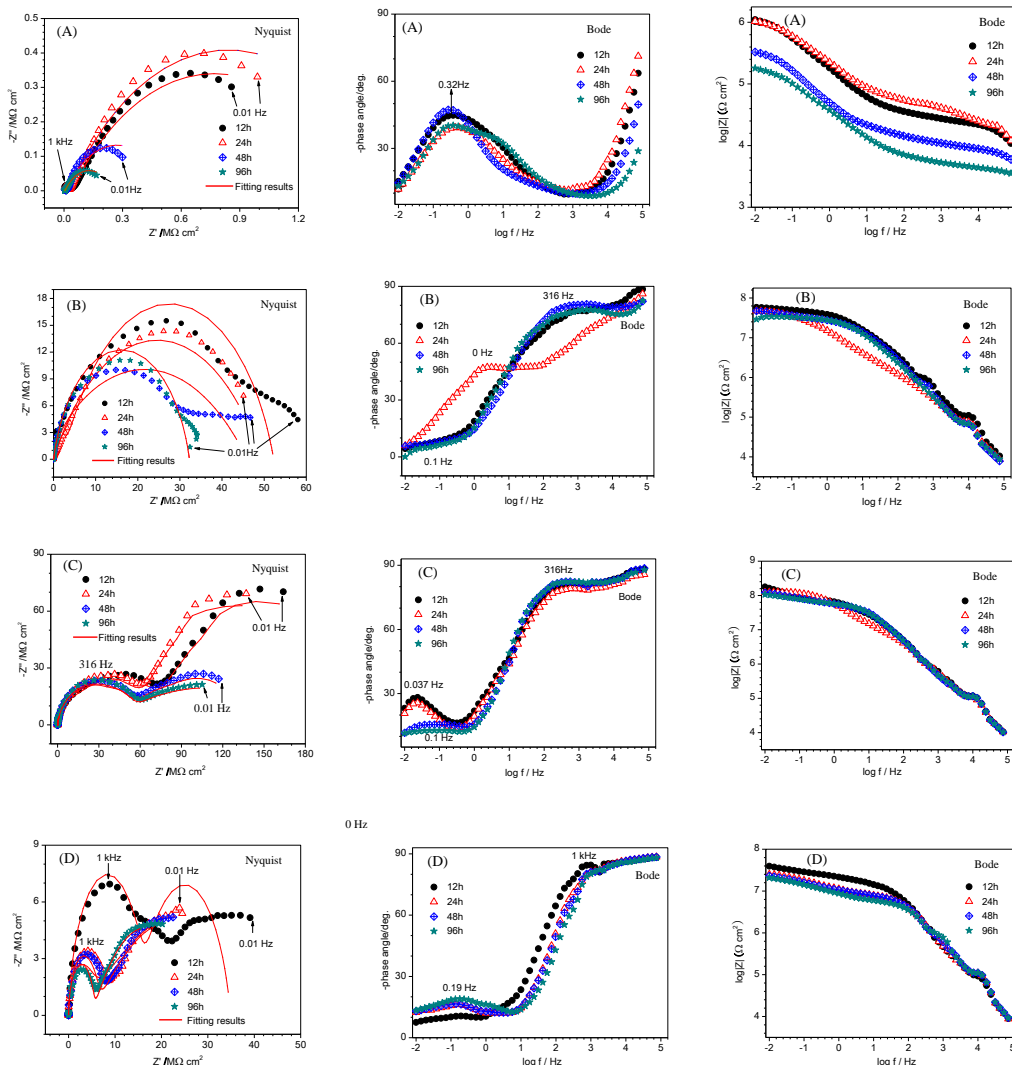 (A)
Nyquist
-Z"/MΩ cm²
0.5
0.4
0.3
0.2
0.1
0.0
1 kHz
0.01 Hz
0.01Hz
12h
24h
48h
96h
Fitting results
0.0 0.3 0.6 0.9 1.2
Z' /MΩ cm²
(A)
Bode
-phase angle/deg.
90
60
30
0.32Hz
12h
24h
48h
96h
-2 -1 0 1 2 3 4 5
log f / Hz
(A)
Bode
log|Z| (Ω cm²)
6
5
4
3
12h
24h
48h
96h
-2 -1 0 1 2 3 4 5
log f / Hz
(B)
Nyquist
-Z" /MΩ cm²
18
15
12
9
6
3
0
12h
24h
48h
96h
Fitting results
0.01Hz
0 10 20 30 40 50 60
Z' /MΩ cm²
(B)
316 Hz
Bode
-phase angle/deg.
90
60
30
0
12h
24h
48h
96h
0 Hz
0.1 Hz
-2 -1 0 1 2 3 4 5
log f / Hz
(B)
Bode
log|Z| (Ω cm²)
8
7
6
5
4
12h
24h
48h
96h
-2 -1 0 1 2 3 4 5
log f / Hz
(C)
Nyquist
-Z" /MΩ cm²
90
60
30
0
12h
24h
48h
96h
Fitting results
316 Hz
0.01 Hz
0.01 Hz
0 30 60 90 120 150 180
Z' /MΩ cm²
(C)
316Hz
Bode
-phase angle/deg.
90
60
30
12h
24h
48h
96h
0.037 Hz
0.1 Hz
-2 -1 0 1 2 3 4 5
log f / Hz
(C)
Bode
log|Z| (Ω cm²)
8
7
6
5
4
12h
24h
48h
96h
-2 -1 0 1 2 3 4 5
log f / Hz
0 Hz
(D)
Nyquist
-Z" /MΩ cm²
9
6
3
0
1 kHz
0.01 Hz
1 kHz
0.01 Hz
12h
24h
48h
96h
Fitting results
0 10 20 30 40 50
Z' /MΩ cm²
(D)
1 kHz
Bode
-phase angle/deg.
90
60
30
0
12h
24h
48h
96h
0.19 Hz
-2 -1 0 1 2 3 4 5
log f / Hz
(D)
Bode
log|Z| (Ω cm²)
8
7
6
5
4
12h
24h
48h
96h
-2 -1 0 1 2 3 4 5
log f / Hz